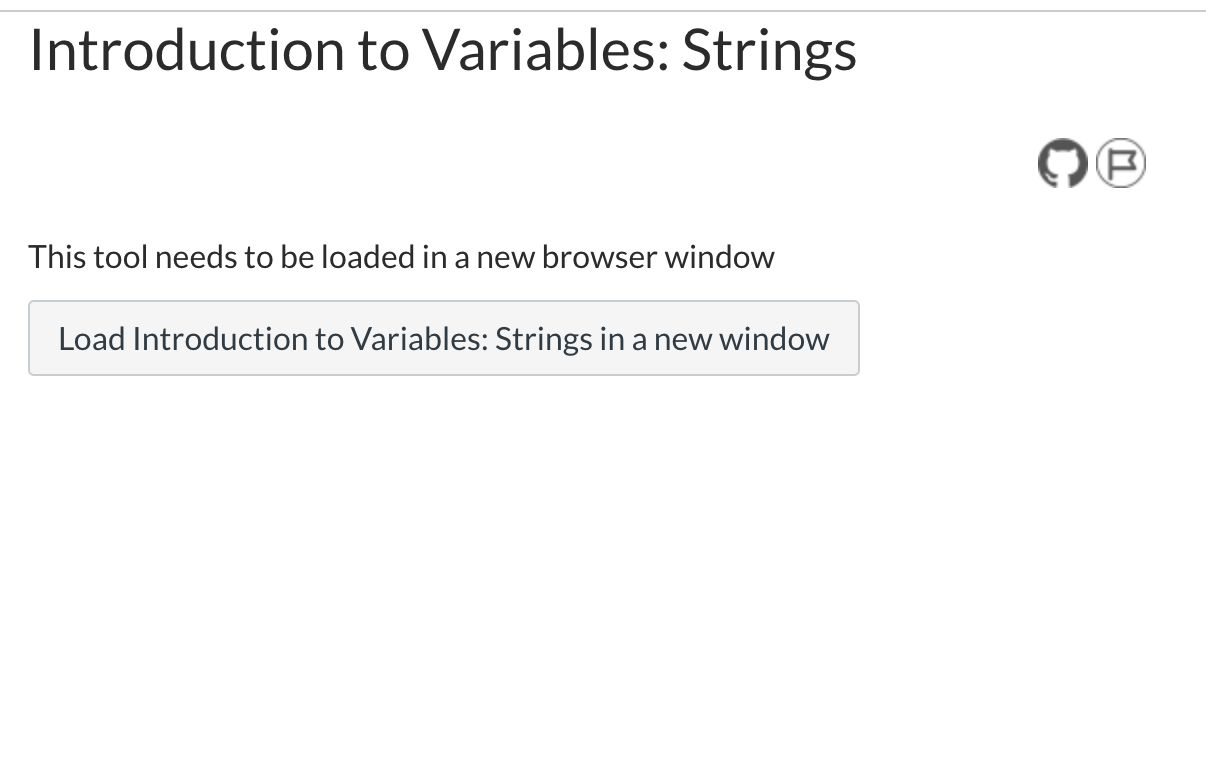 Introduction to Variables: Strings
This tool needs to be loaded in a new browser window
Load Introduction to Variables: Strings in a new window